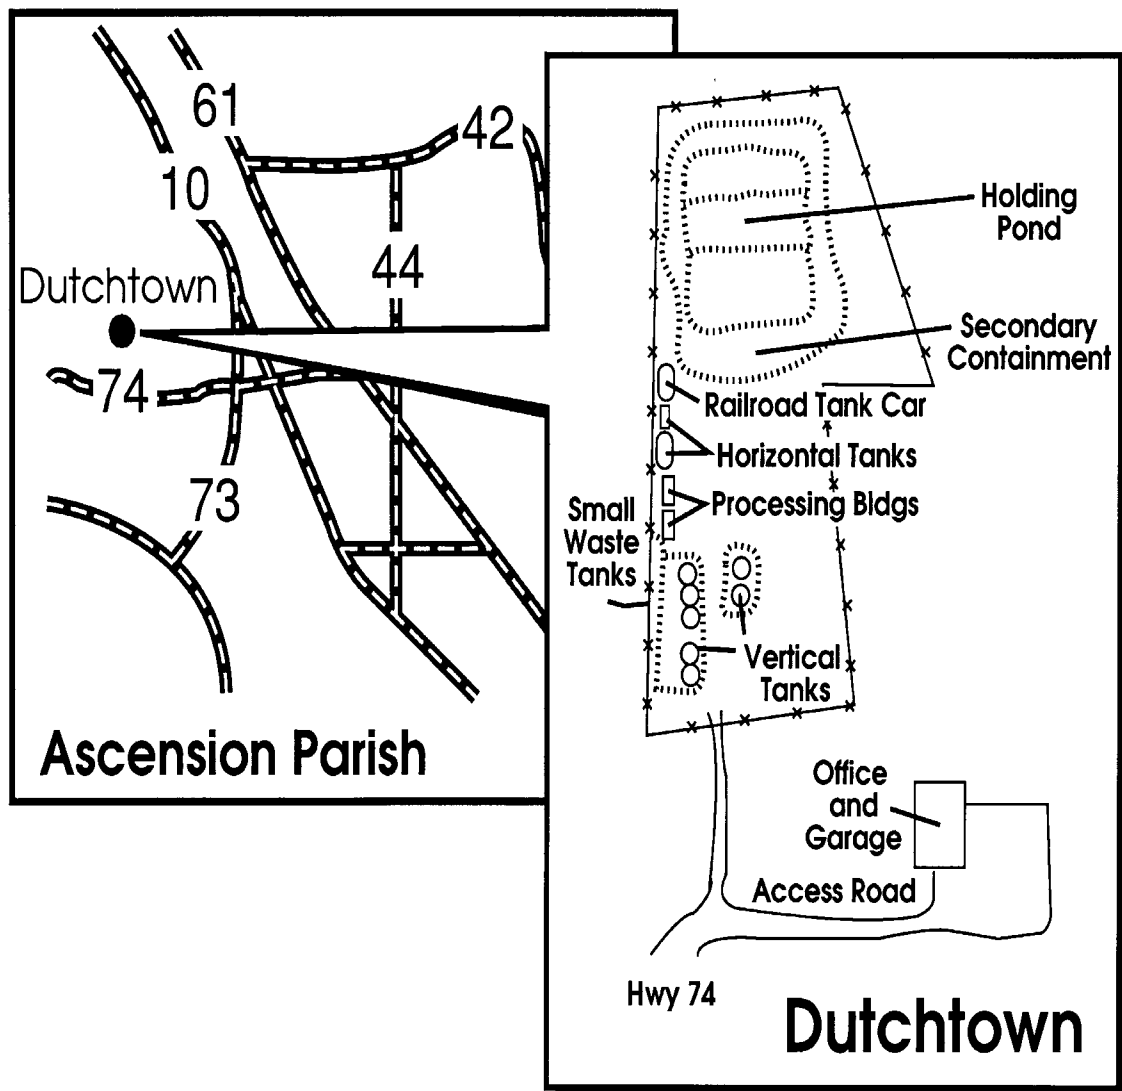 61
42
10
44
Dutchtown
74
73
Ascension Parish
Holding
Pond
Secondary
Containment
Railroad Tank Car
Horizontal Tanks
Processing Bldgs
Small
Waste
Tanks
Vertical
Tanks
Office
and
Garage
Access Road
Hwy 74
Dutchtown